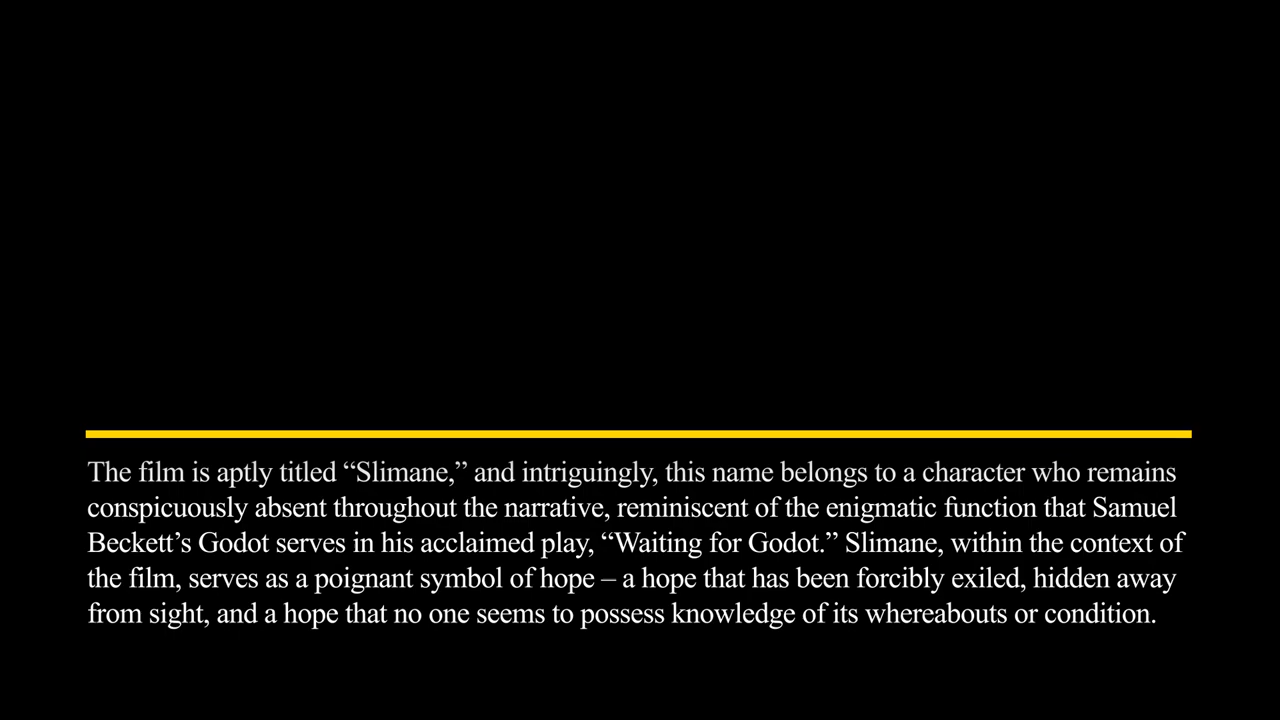 The film is aptly titled “Slimane,” and intriguingly, this name belongs to a character who remains
conspicuously absent throughout the narrative, reminiscent of the enigmatic function that Samuel
Beckett’s Godot serves in his acclaimed play, “Waiting for Godot.” Slimane, within the context of
the film, serves as a poignant symbol of hope – a hope that has been forcibly exiled, hidden away
from sight, and a hope that no one seems to possess knowledge of its whereabouts or condition.